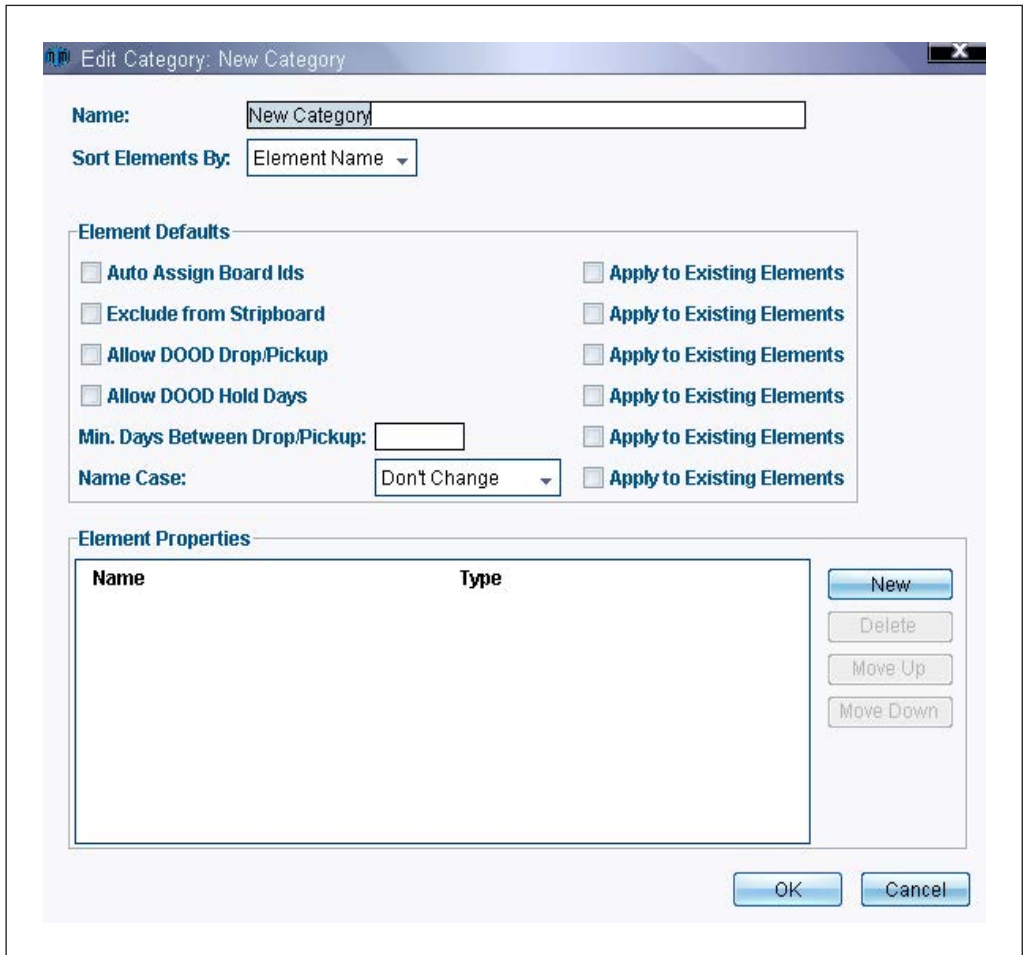 Edit Category: New Category
X
Name: New Category
Sort Elements By: Element Name
Element Defaults
Auto Assign Board Ids Apply to Existing Elements
Exclude from Stripboard Apply to Existing Elements
Allow DOOD Drop/Pickup Apply to Existing Elements
Allow DOOD Hold Days Apply to Existing Elements
Min. Days Between Drop/Pickup: Apply to Existing Elements
Name Case: Don't Change Apply to Existing Elements
Element Properties
Name Type
New
Delete
Move Up
Move Down
OK Cancel